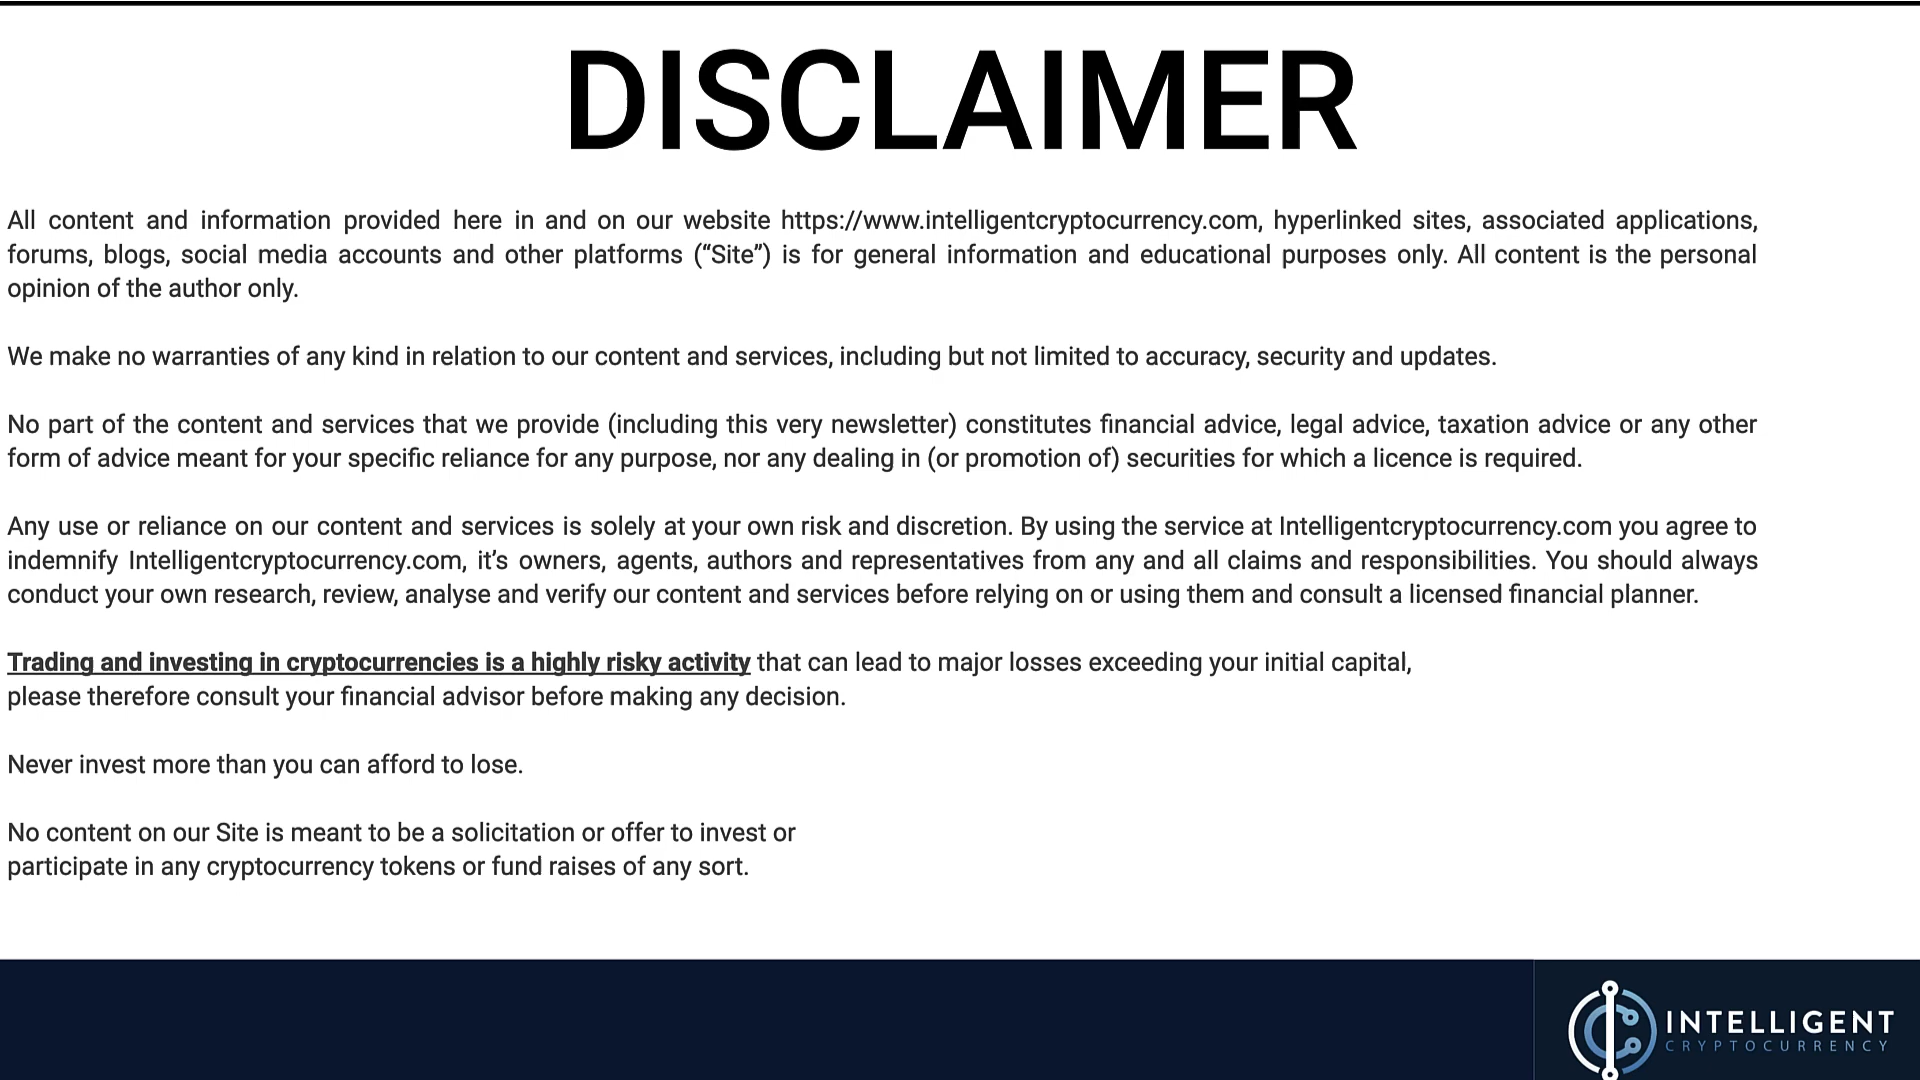 DISCLAIMER
All content and information provided here in and on our website https://www.intelligentcryptocurrency.com, hyperlinked sites, associated applications,
forums, blogs, social media accounts and other platforms (“Site”) is for general information and educational purposes only. All content is the personal
opinion of the author only.
We make no warranties of any kind in relation to our content and services, including but not limited to accuracy, security and updates.
No part of the content and services that we provide (including this very newsletter) constitutes financial advice, legal advice, taxation advice or any other
form of advice meant for your specific reliance for any purpose, nor any dealing in (or promotion of) securities for which a licence is required.
Any use or reliance on our content and services is solely at your own risk and discretion. By using the service at Intelligentcryptocurrency.com you agree to
indemnify Intelligentcryptocurrency.com, it’s owners, agents, authors and representatives from any and all claims and responsibilities. You should always
conduct your own research, review, analyse and verify our content and services before relying on or using them and consult a licensed financial planner.
Trading and investing in cryptocurrencies is a highly risky activity that can lead to major losses exceeding your initial capital,
please therefore consult your financial advisor before making any decision.
Never invest more than you can afford to lose.
No content on our Site is meant to be a solicitation or offer to invest or
participate in any cryptocurrency tokens or fund raises of any sort.
INTELLIGENT
CRYPTOCURRENCY